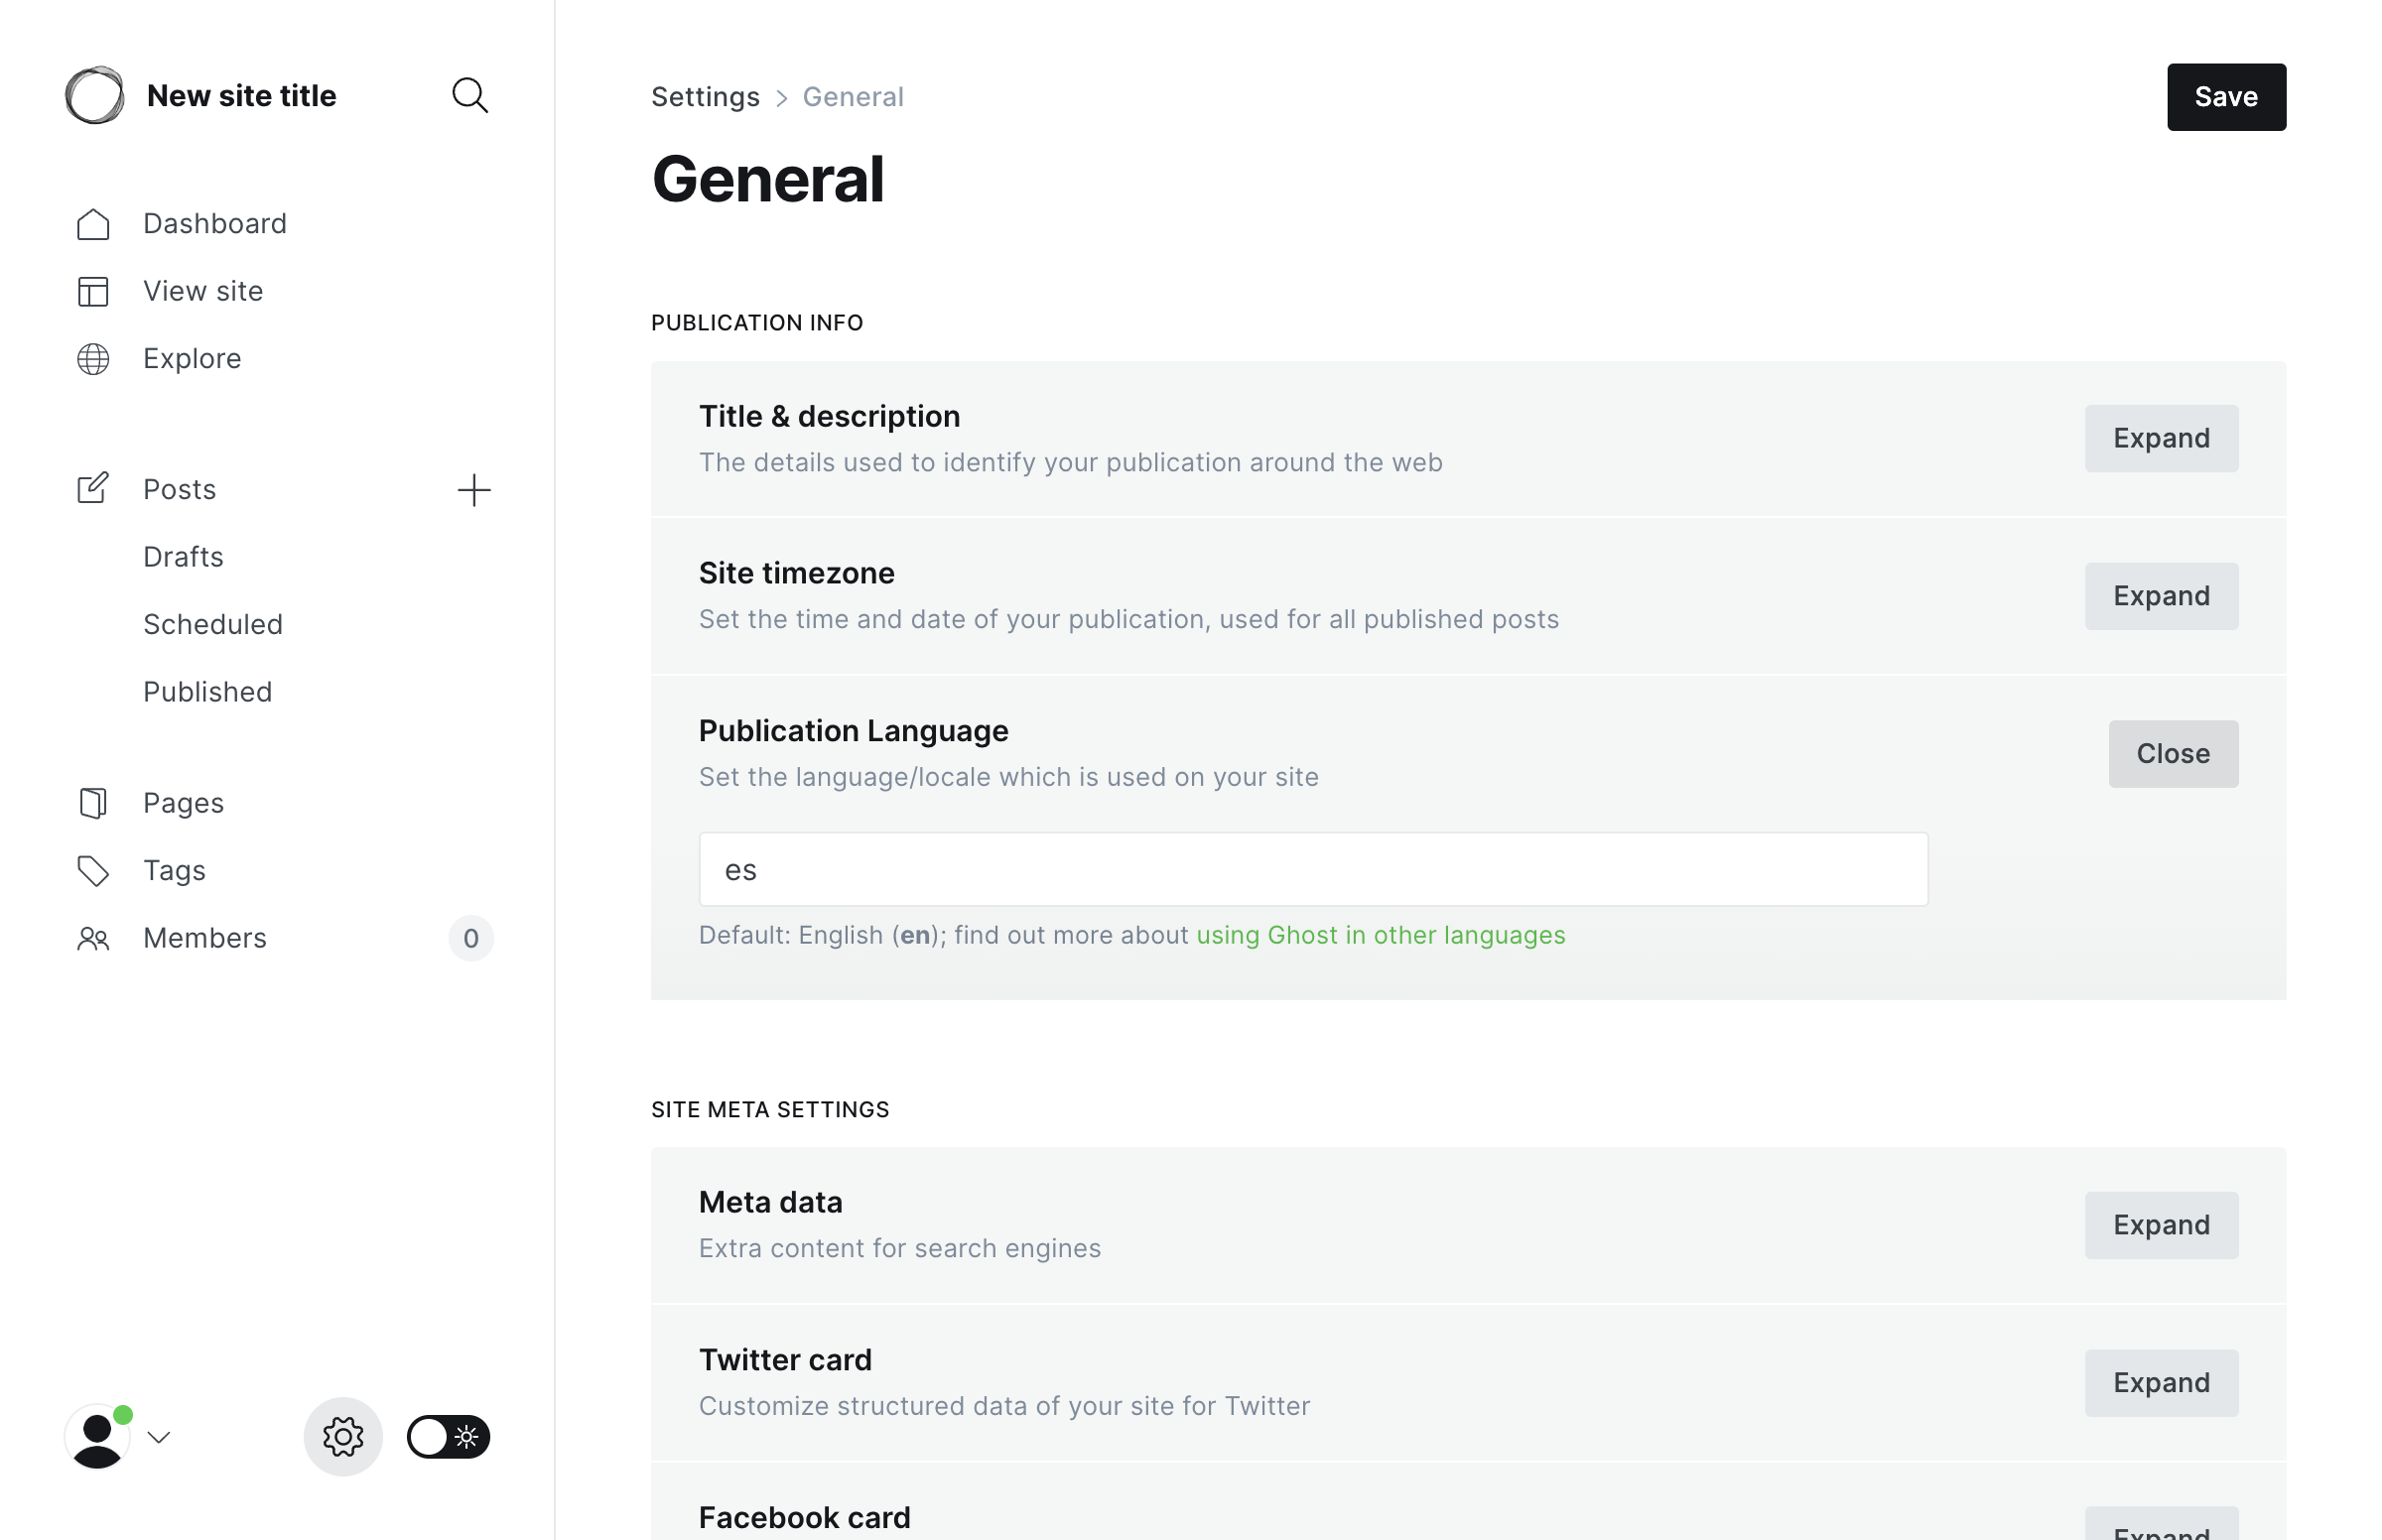 New site title
Dashboard
View site
Explore
Posts
Drafts
Scheduled
Published
Pages
Tags
Members 0
Settings > General
Save
General
PUBLICATION INFO
Title & description
The details used to identify your publication around the web
Expand
Site timezone
Set the time and date of your publication, used for all published posts
Expand
Publication Language
Set the language/locale which is used on your site
Close
es
Default: English (en); find out more about using Ghost in other languages
SITE META SETTINGS
Meta data
Extra content for search engines
Expand
Twitter card
Customize structured data of your site for Twitter
Expand
Facebook card
Expand